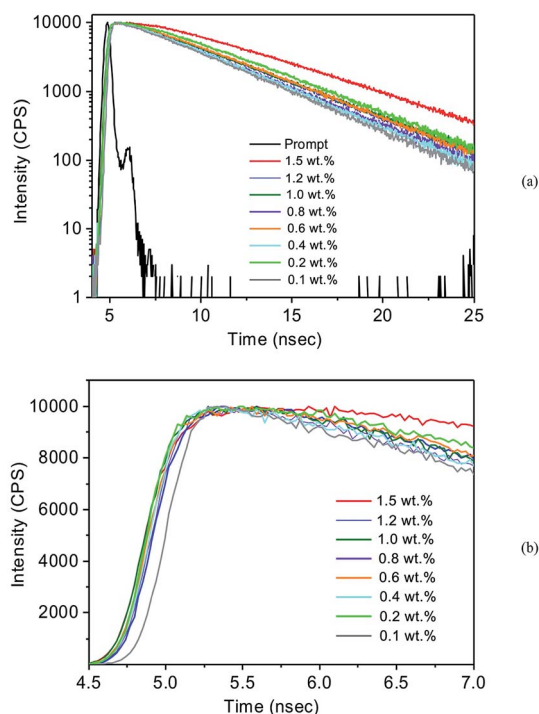 10000
1000
100
10
1
Intensity (CPS)
Prompt
1.5 wt.%
1.2 wt.%
1.0 wt.%
0.8 wt.%
0.6 wt.%
0.4 wt.%
0.2 wt.%
0.1 wt.%
5 10 15 20 25
Time (nsec)
(a)
10000
8000
6000
4000
2000
Intensity (CPS)
1.5 wt.%
1.2 wt.%
1.0 wt.%
0.8 wt.%
0.6 wt.%
0.4 wt.%
0.2 wt.%
0.1 wt.%
4.5 5.0 5.5 6.0 6.5 7.0
Time (nsec)
(b)